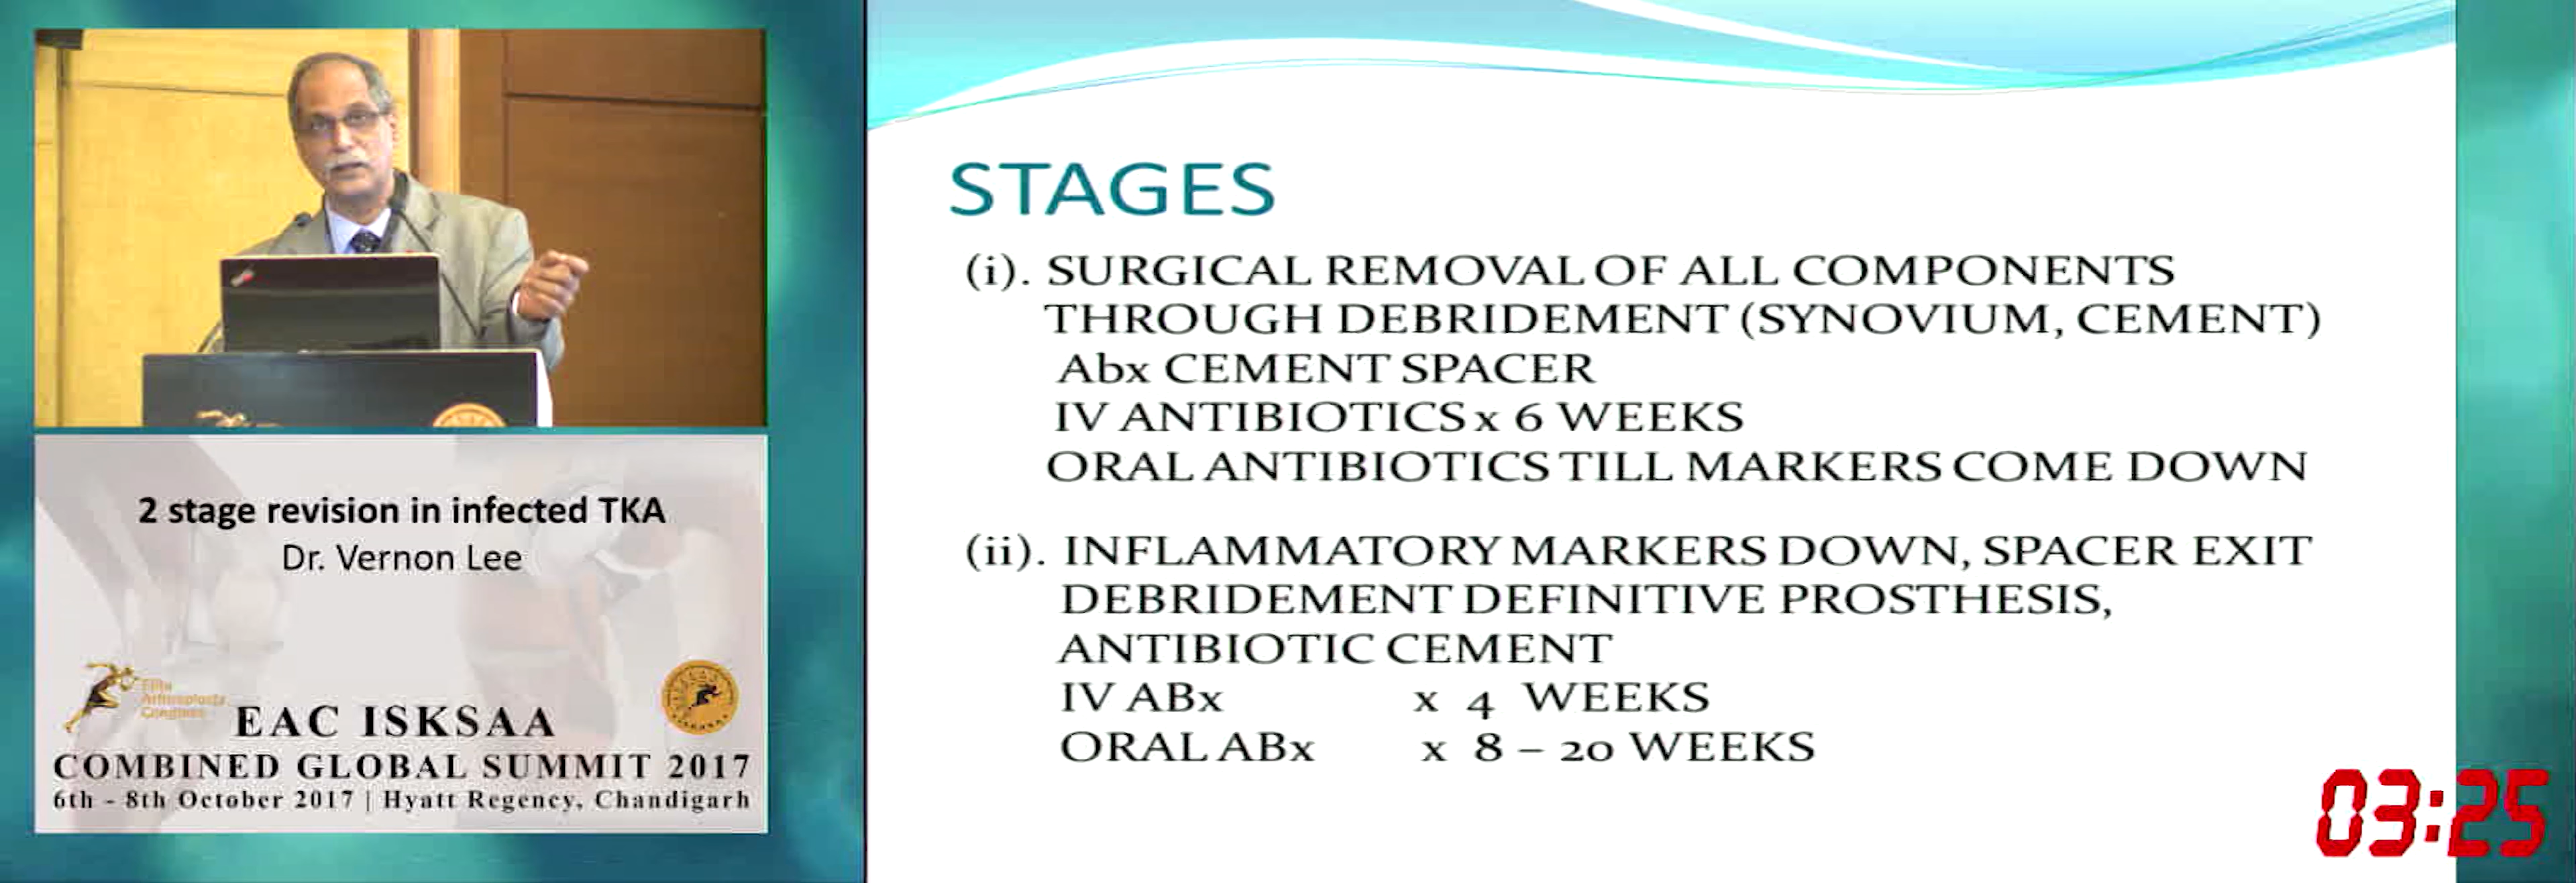 2 stage revision in infected TKA
Dr. Vernon Lee
Elite
Arthroplasty
Congress
EAC ISKSAA
COMBINED GLOBAL SUMMIT 2017
6th - 8th October 2017 | Hyatt Regency, Chandigarh
STAGES
(i). SURGICAL REMOVAL OF ALL COMPONENTS
THROUGH DEBRIDEMENT (SYNOVIUM, CEMENT)
Abx CEMENT SPACER
IV ANTIBIOTICS x 6 WEEKS
ORAL ANTIBIOTICS TILL MARKERS COME DOWN
(ii). INFLAMMATORY MARKERS DOWN, SPACER EXIT
DEBRIDEMENT DEFINITIVE PROSTHESIS,
ANTIBIOTIC CEMENT
IV ABx x 4 WEEKS
ORAL ABx x 8 – 20 WEEKS
03:25